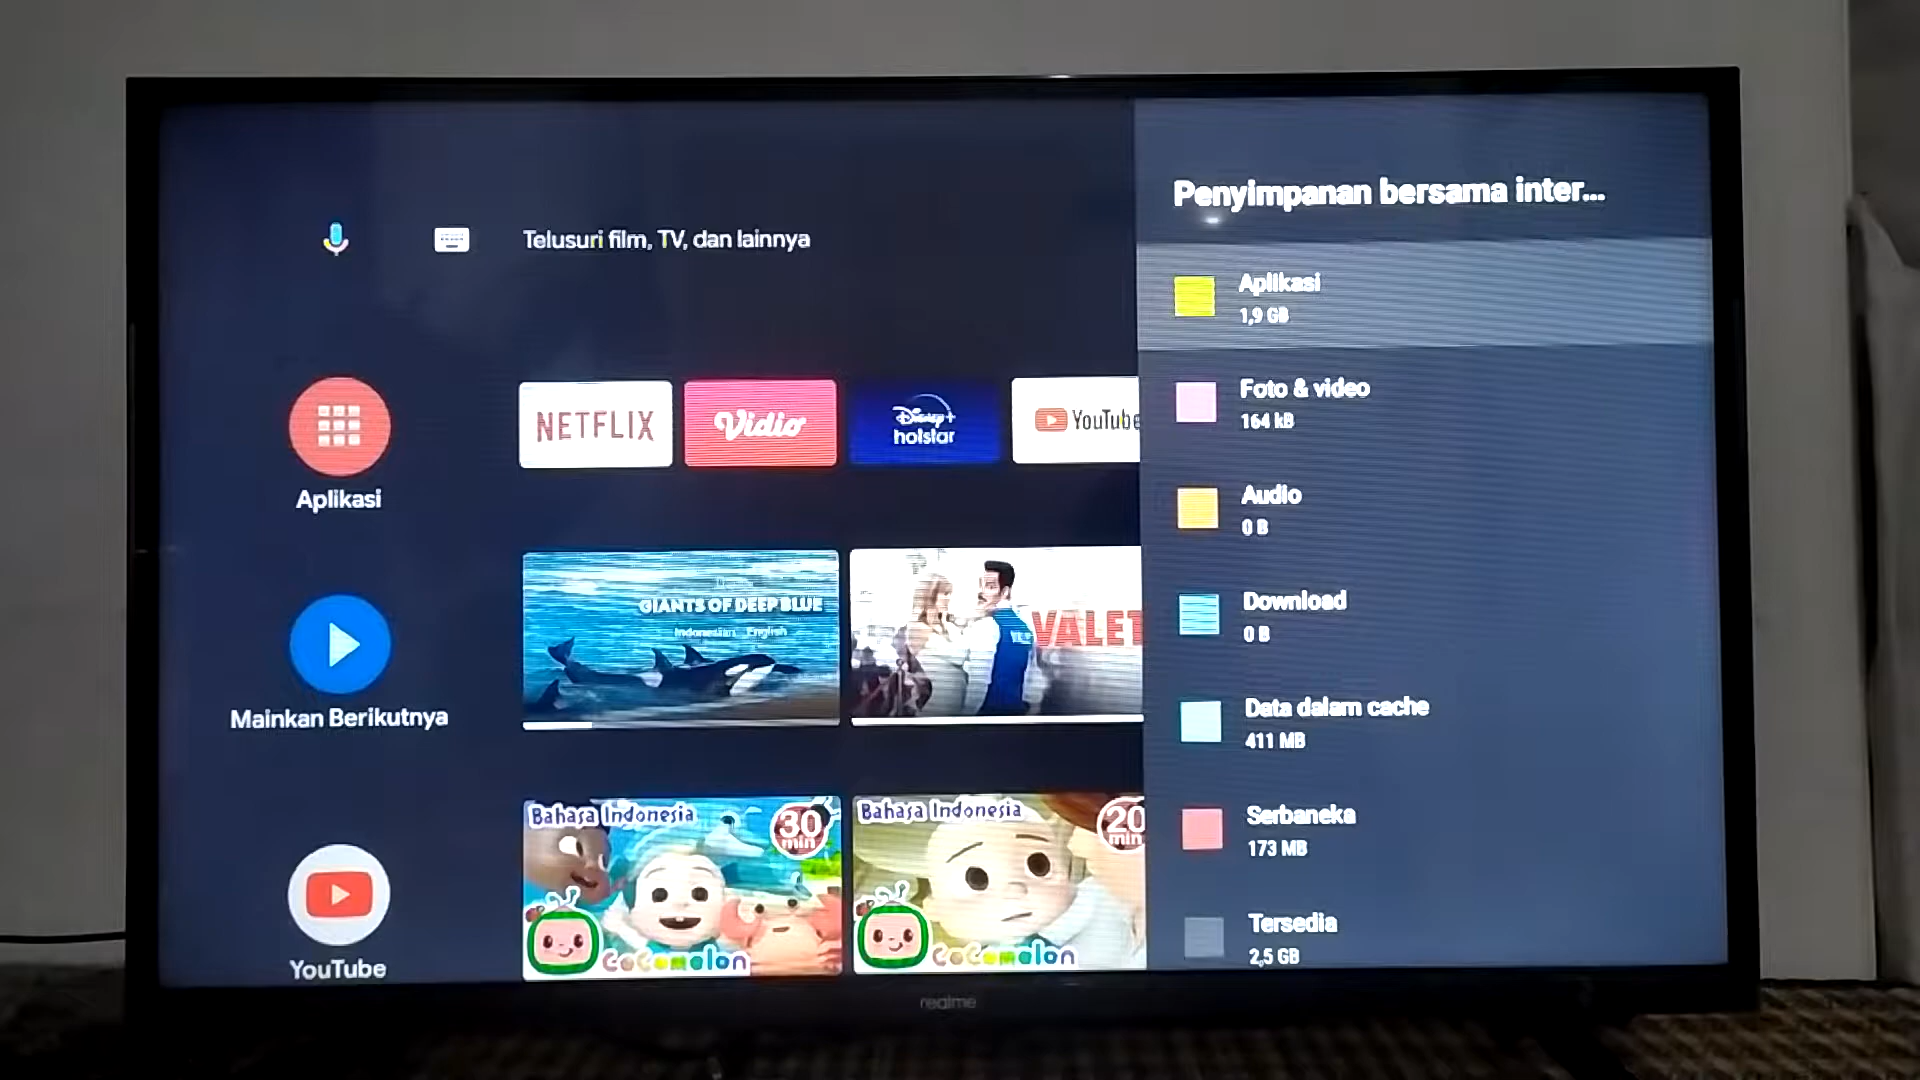 Penyimpanan bersama inter...
Telusuri film, TV, dan lainnya
Aplikasi
1,9 GB
Foto & video
164 kB
NETFLIX
Vidio
Disney+
hotstar
YouTube
Aplikasi
Audio
0 B
Download
0 B
GIANTS OF DEEP BLUE
Indonesian English
VALET
Mainkan Berikutnya
Data dalam cache
411 MB
Bahasa Indonesia
30
min
CoComelon
Bahasa Indonesia
20
min
CoComelon
Serbaneka
173 MB
Tersedia
2,5 GB
YouTube
realme